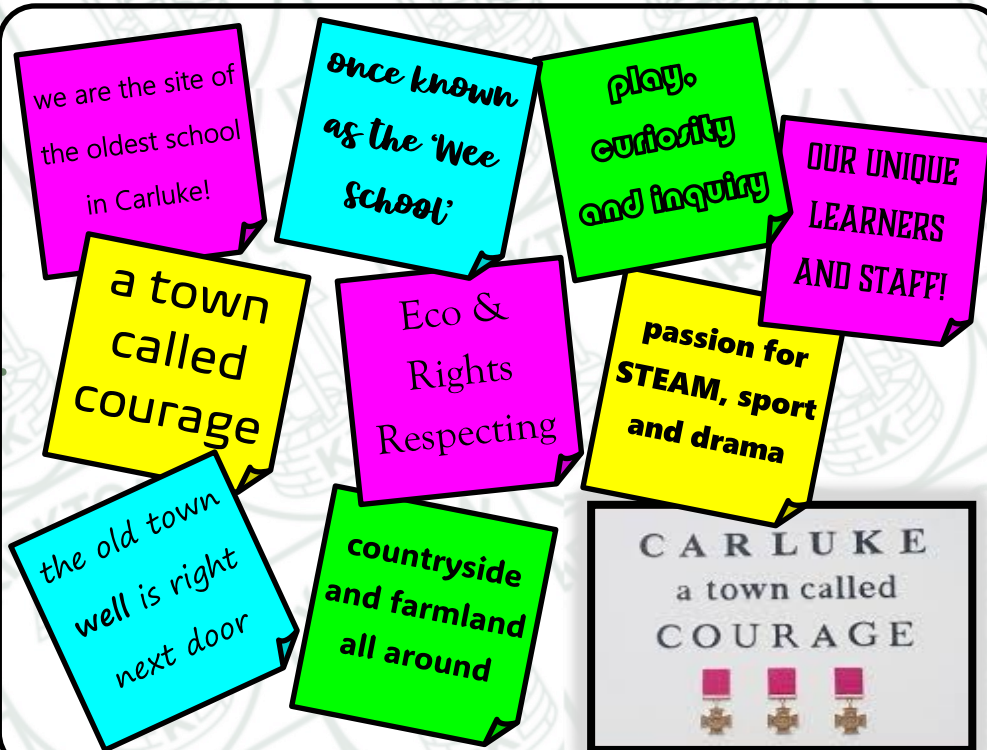 we are the site of
the oldest school
in Carluke!
once known
as the ‘Wee
School’
play,
curiosity
and inquiry
OUR UNIQUE
LEARNERS
AND STAFF!
a town
called
courage
Eco &
Rights
Respecting
passion for
STEAM, sport
and drama
the old town
well is right
next door
countryside
and farmland
all around
CARLUKE
a town called
COURAGE